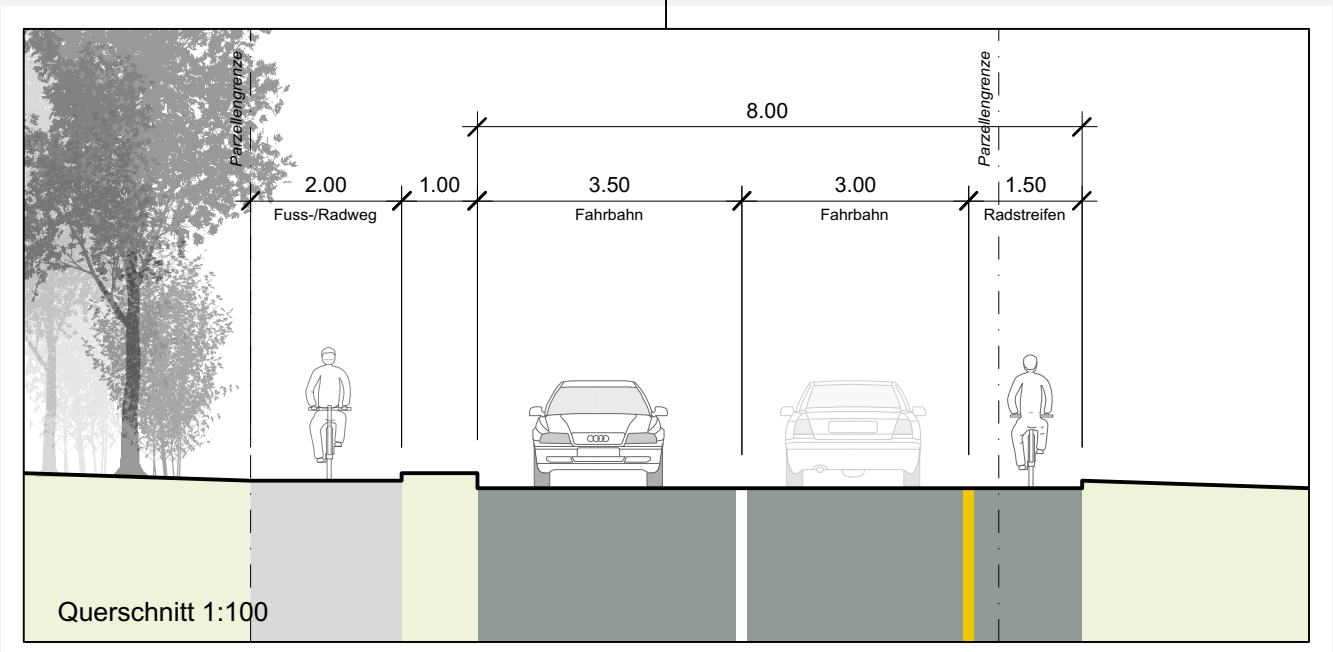 Parzellengrenze
Parzellengrenze
8.00
2.00
1.00
3.50
3.00
1.50
Fuss-/Radweg
Fahrbahn
Fahrbahn
Radstreifen
Querschnitt 1:100